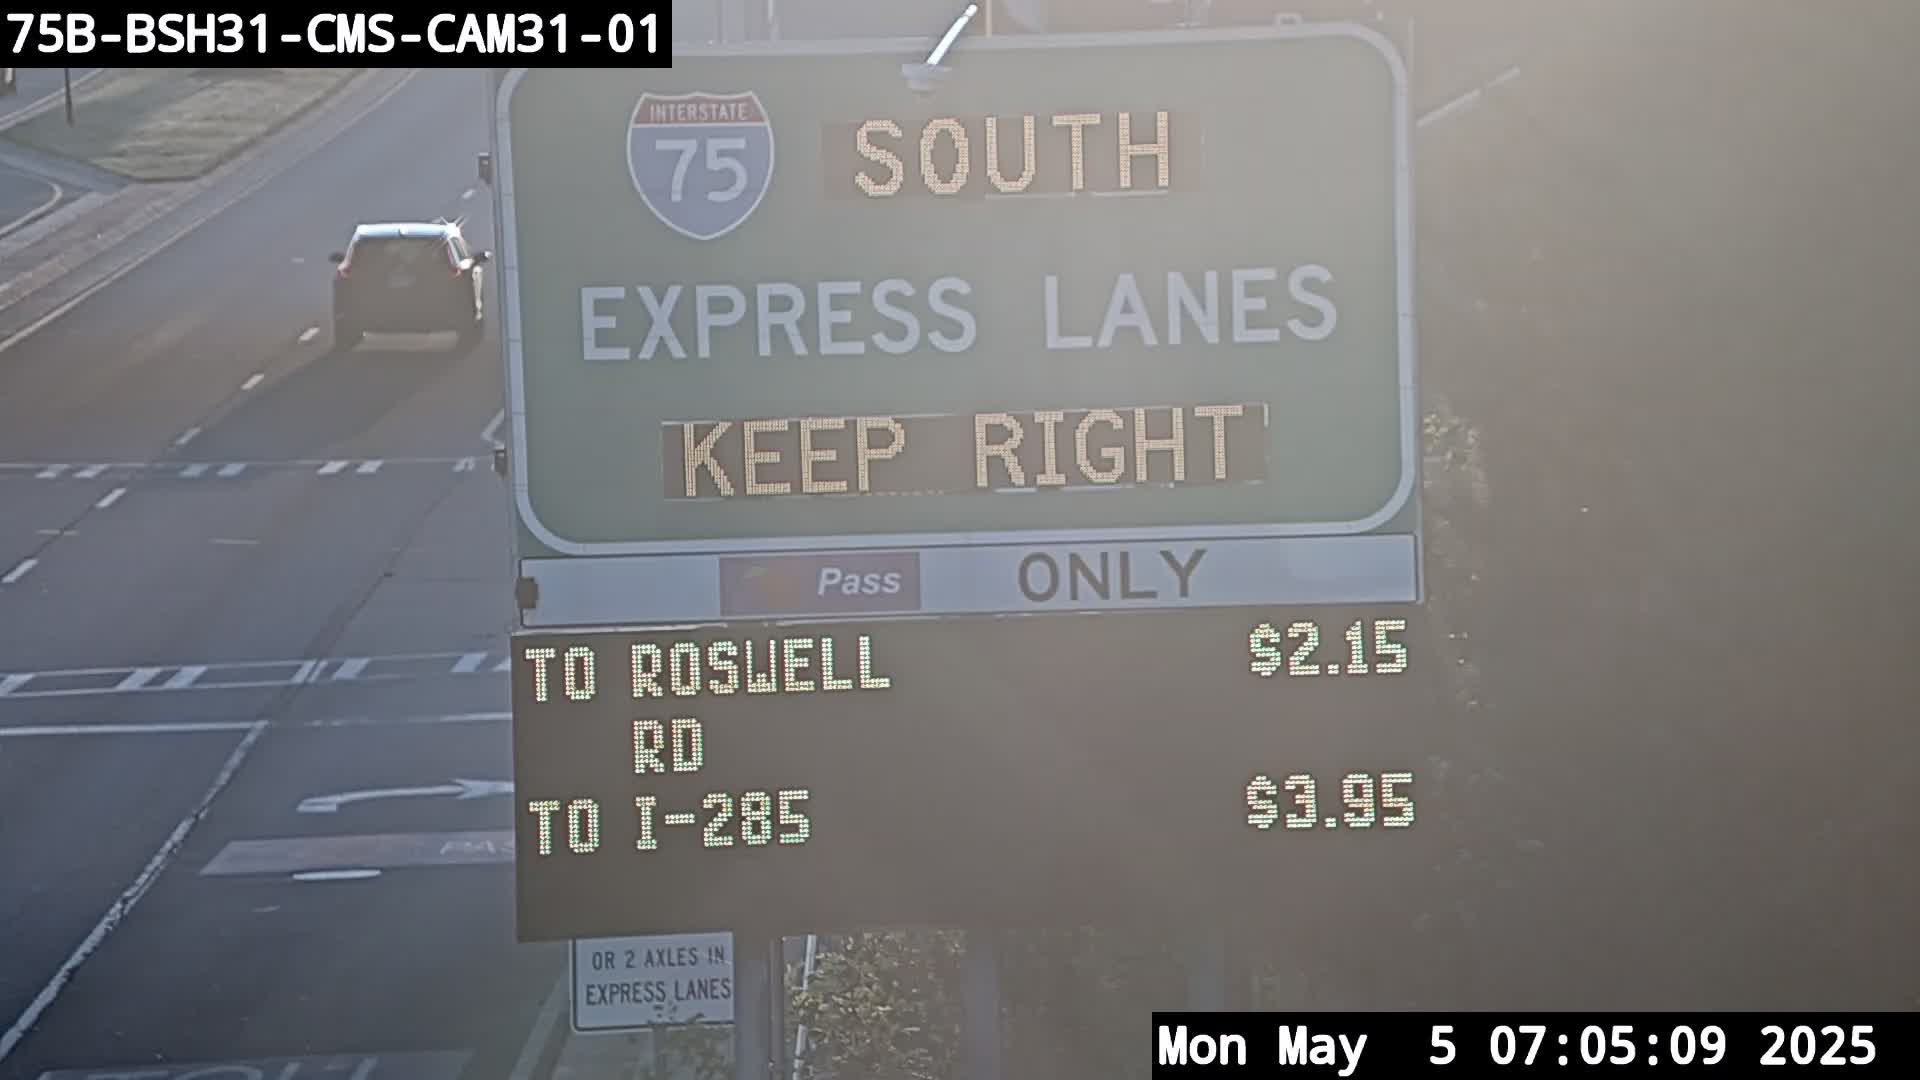 75B-BSH31-CMS-CAM31-01
INTERSTATE
75
SOUTH
EXPRESS LANES
KEEP RIGHT
Pass ONLY
TO ROSWELL $2.15
RD
TO I-285 $3.95
OR 2 AXLES IN
EXPRESS LANES
Mon May 5 07:05:09 2025